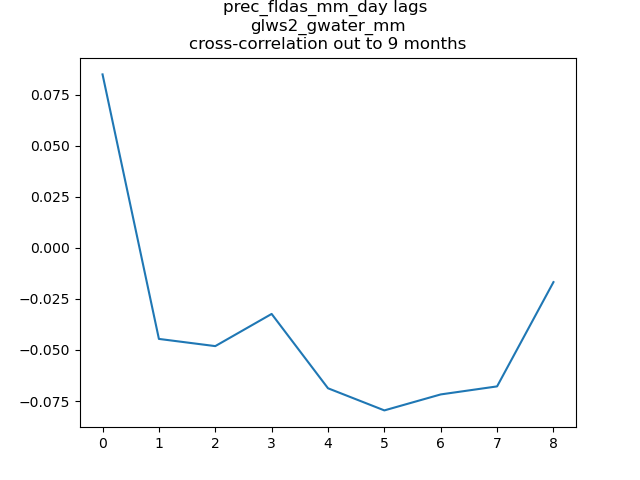 prec_fldas_mm_day lags
glws2_gwater_mm
cross-correlation out to 9 months
0.075
0.050
0.025
0.000
−0.025
−0.050
−0.075
0 1 2 3 4 5 6 7 8